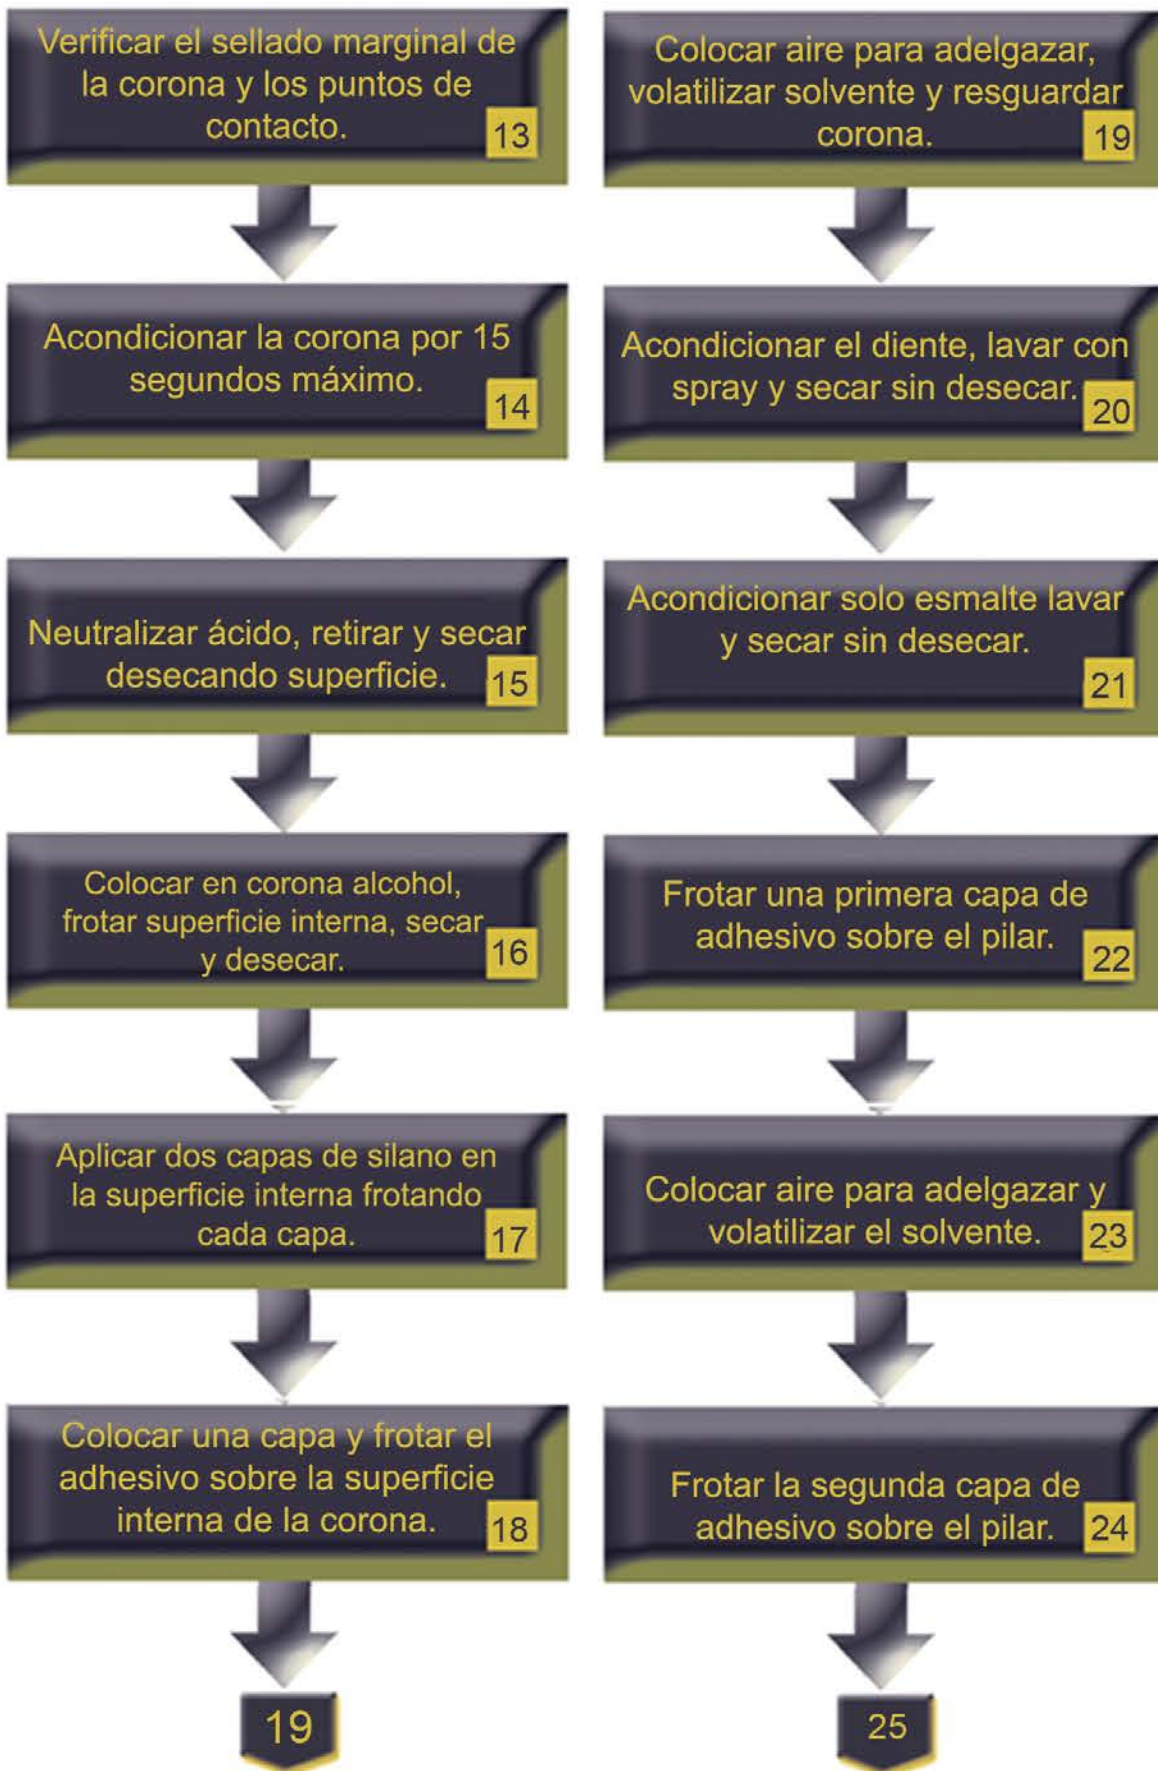 Verificar el sellado marginal de
la corona y los puntos de
contacto.
13
Acondicionar la corona por 15
segundos máximo.
14
Neutralizar ácido, retirar y secar
desecando superficie.
15
Colocar en corona alcohol,
frotar superficie interna, secar
y desecar.
16
Aplicar dos capas de silano en
la superficie interna frotando
cada capa.
17
Colocar una capa y frotar el
adhesivo sobre la superficie
interna de la corona.
18
19
Colocar aire para adelgazar,
volatilizar solvente y resguardar
corona.
19
Acondicionar el diente, lavar con
spray y secar sin desecar.
20
Acondicionar solo esmalte lavar
y secar sin desecar.
21
Frotar una primera capa de
adhesivo sobre el pilar.
22
Colocar aire para adelgazar y
volatilizar el solvente.
23
Frotar la segunda capa de
adhesivo sobre el pilar.
24
25